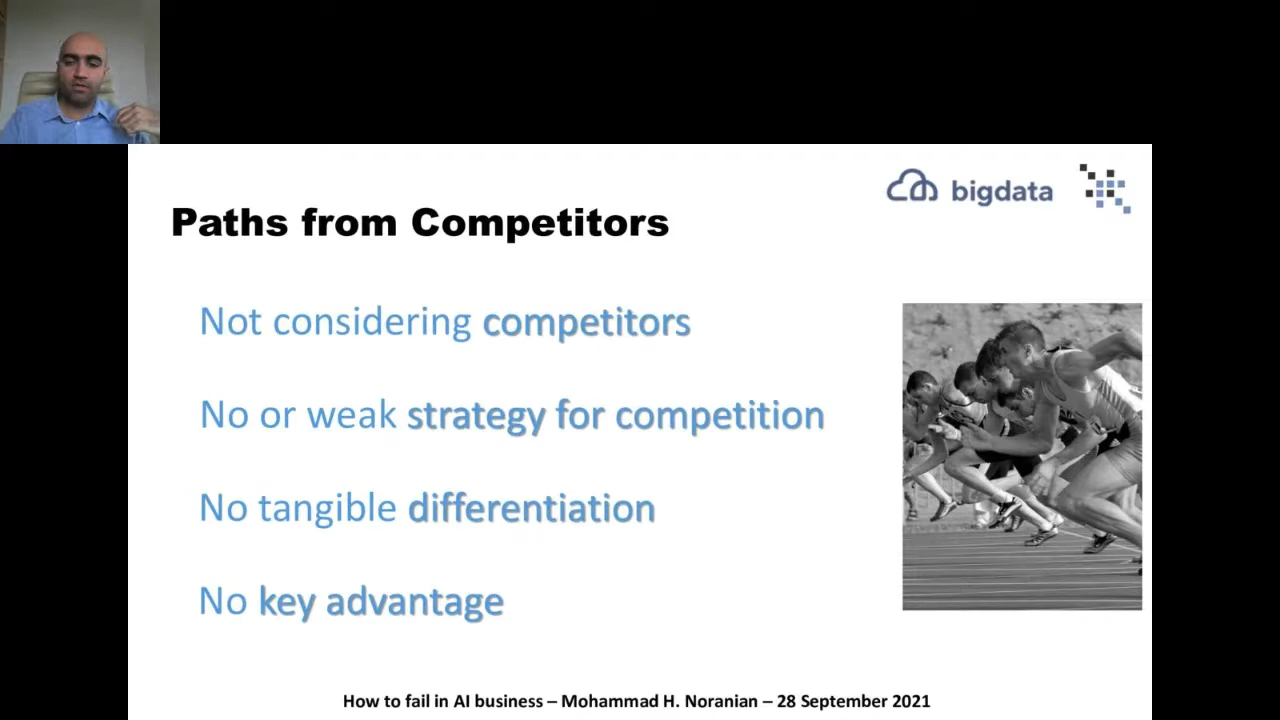 bigdata
Paths from Competitors
Not considering competitors
No or weak strategy for competition
No tangible differentiation
No key advantage
How to fail in AI business – Mohammad H. Noranian – 28 September 2021